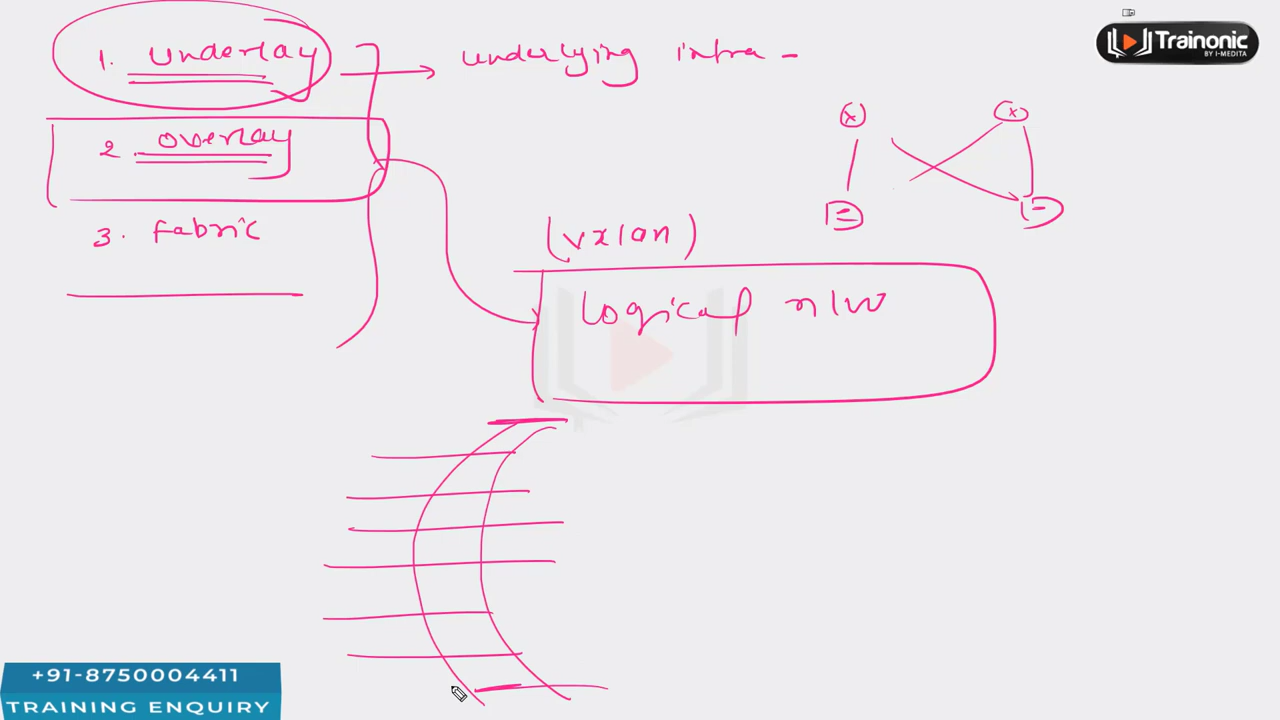 1. Underlay
underlying infra -
2. overlay
3. Fabric
(vxlan)
logical n/w
Trainonic
BY I-MEDITA
+91-8750004411
TRAINING ENQUIRY